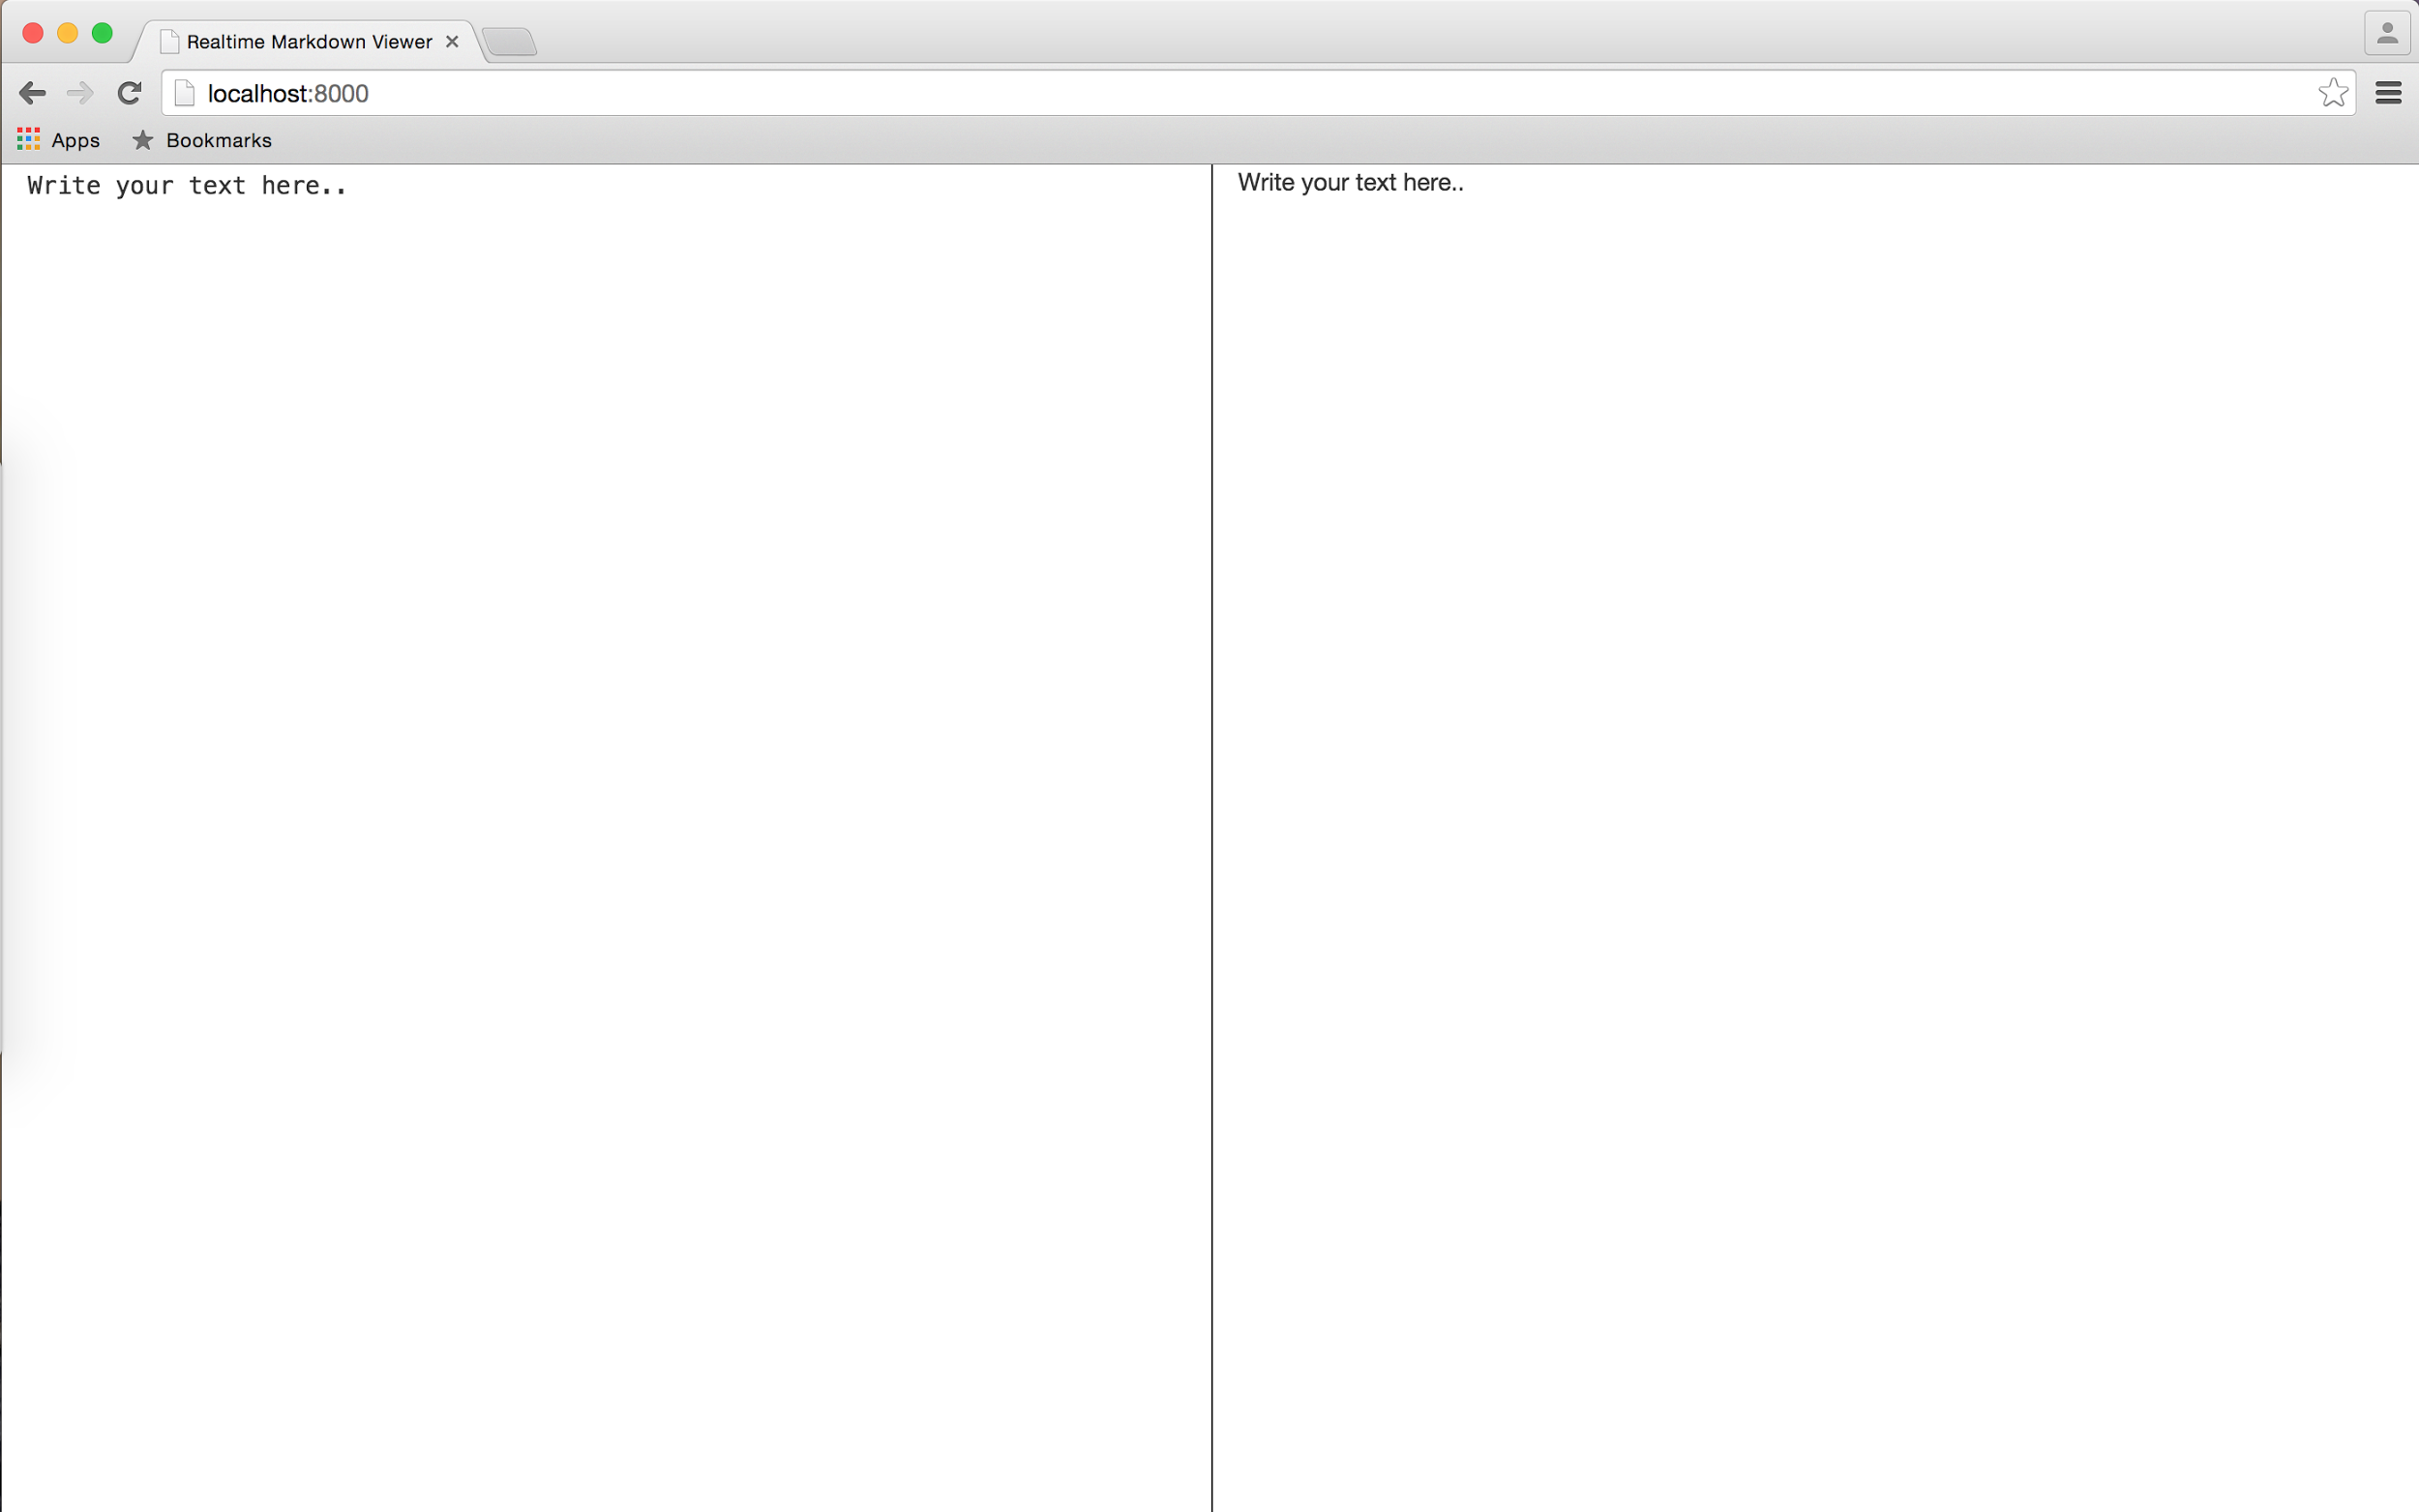 Realtime Markdown Viewer
localhost:8000
Apps Bookmarks
Write your text here..
Write your text here..